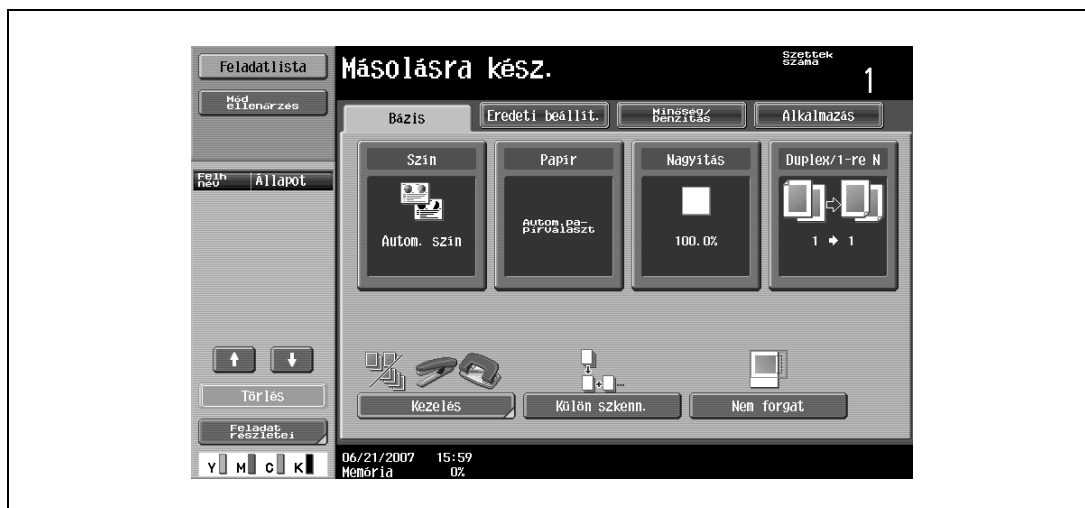 Feladatlista
Mód
ellenőrzés
Felh
név
Állapot
Törlés
Feladat
részletei
Y M C K
Másolásra kész.
Szettek
száma
1
Bázis
Eredeti beállít.
Minőség/
Denzitás
Alkalmazás
Szín
Papír
Nagyítás
Duplex/1-re N
Autom. szín
Autom.pa-
pírválaszt
100.0%
1 → 1
Kezelés
Külön szkenn.
Nem forgat
06/21/2007 15:59
Memória 0%